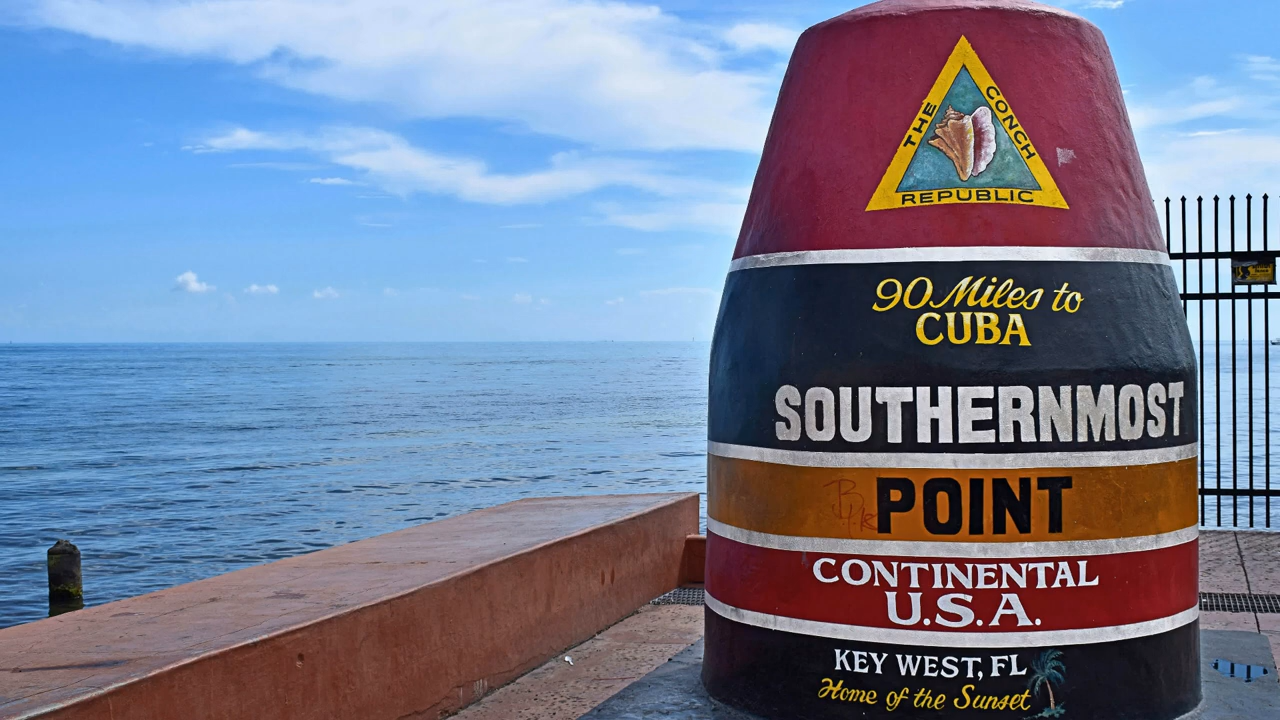 THE CONCH
REPUBLIC
90 Miles to
CUBA
SOUTHERNMOST
POINT
CONTINENTAL
U.S.A.
KEY WEST, FL
Home of the Sunset